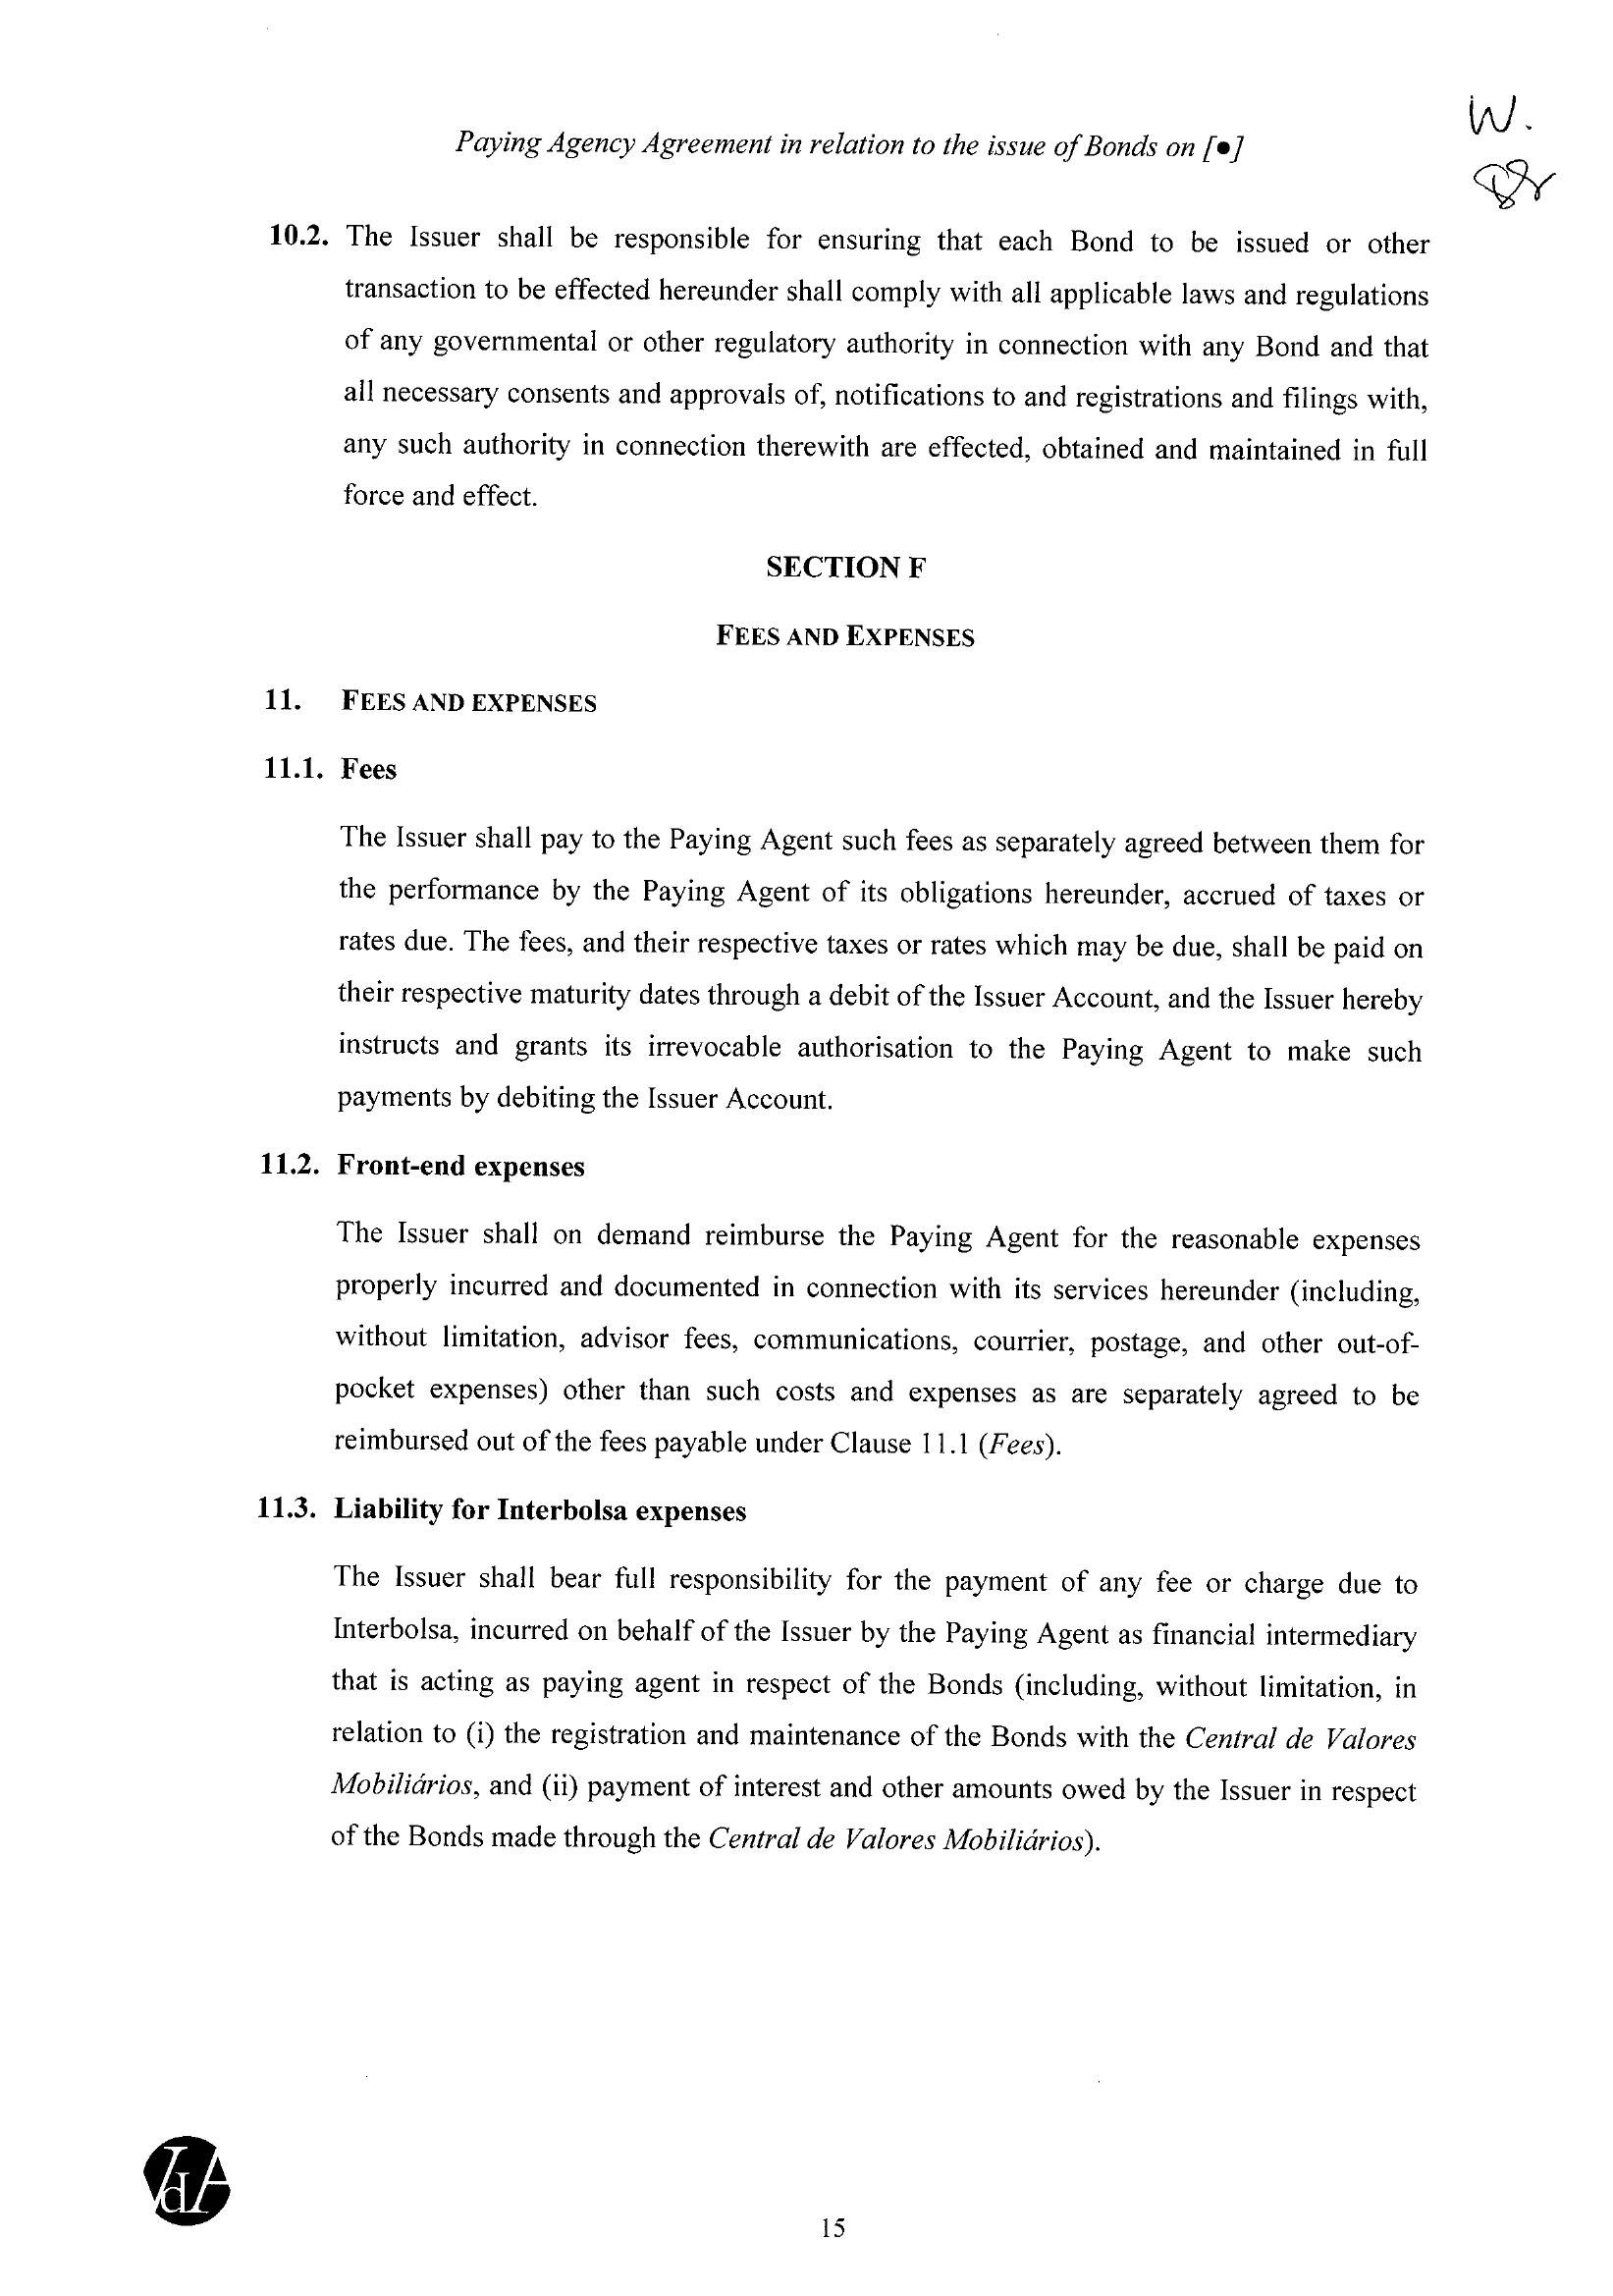 Paying Agency Agreement in relation to the issue of Bonds on [●]
W.
10.2. The Issuer shall be responsible for ensuring that each Bond to be issued or other
transaction to be effected hereunder shall comply with all applicable laws and regulations
of any governmental or other regulatory authority in connection with any Bond and that
all necessary consents and approvals of, notifications to and registrations and filings with,
any such authority in connection therewith are effected, obtained and maintained in full
force and effect.
SECTION F
FEES AND EXPENSES
11. FEES AND EXPENSES
11.1. Fees
The Issuer shall pay to the Paying Agent such fees as separately agreed between them for
the performance by the Paying Agent of its obligations hereunder, accrued of taxes or
rates due. The fees, and their respective taxes or rates which may be due, shall be paid on
their respective maturity dates through a debit of the Issuer Account, and the Issuer hereby
instructs and grants its irrevocable authorisation to the Paying Agent to make such
payments by debiting the Issuer Account.
11.2. Front-end expenses
The Issuer shall on demand reimburse the Paying Agent for the reasonable expenses
properly incurred and documented in connection with its services hereunder (including,
without limitation, advisor fees, communications, courrier, postage, and other out-of-
pocket expenses) other than such costs and expenses as are separately agreed to be
reimbursed out of the fees payable under Clause 11.1 (Fees).
11.3. Liability for Interbolsa expenses
The Issuer shall bear full responsibility for the payment of any fee or charge due to
Interbolsa, incurred on behalf of the Issuer by the Paying Agent as financial intermediary
that is acting as paying agent in respect of the Bonds (including, without limitation, in
relation to (i) the registration and maintenance of the Bonds with the Central de Valores
Mobiliários, and (ii) payment of interest and other amounts owed by the Issuer in respect
of the Bonds made through the Central de Valores Mobiliários).
VdA
15